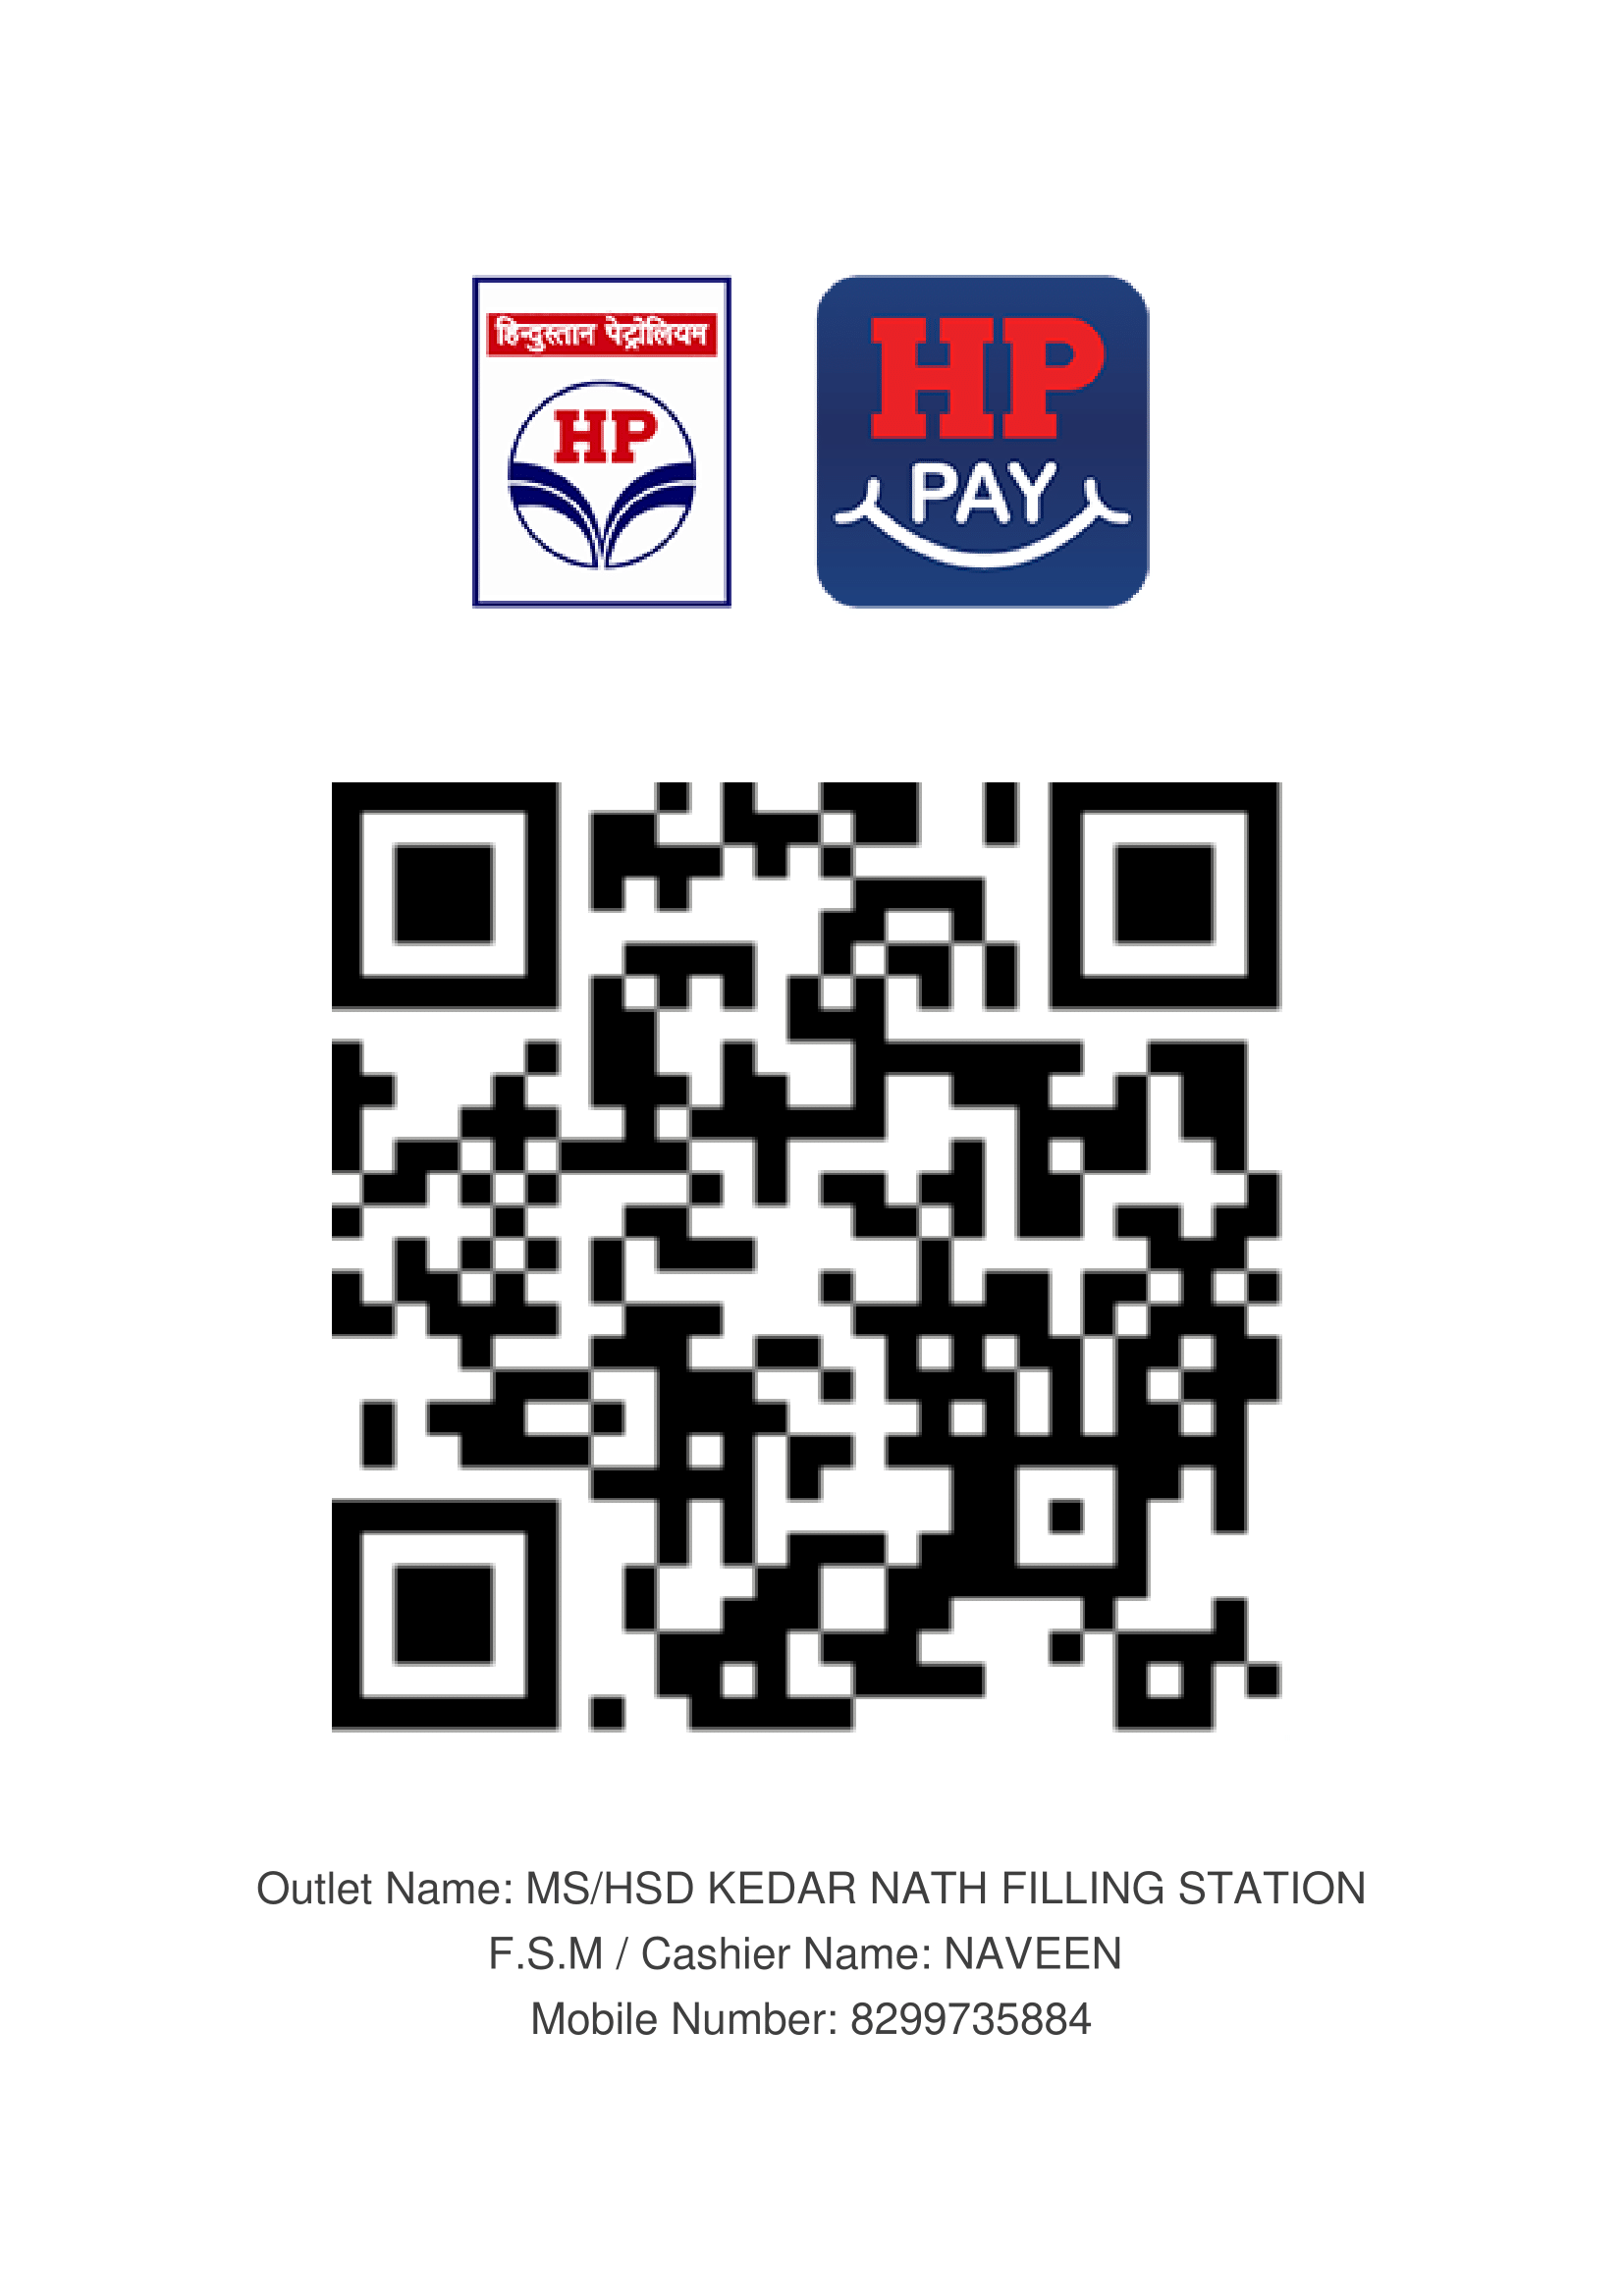 हिन्दुस्तान पेट्रोलियम
HP
HP
PAY
Outlet Name: MS/HSD KEDAR NATH FILLING STATION
F.S.M / Cashier Name: NAVEEN
Mobile Number: 8299735884